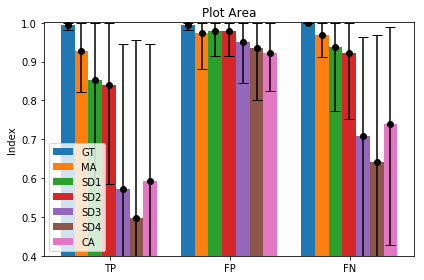 Plot Area
1.0
0.9
0.8
0.7
0.6
0.5
0.4
Index
GT
MA
SD1
SD2
SD3
SD4
CA
TP FP FN